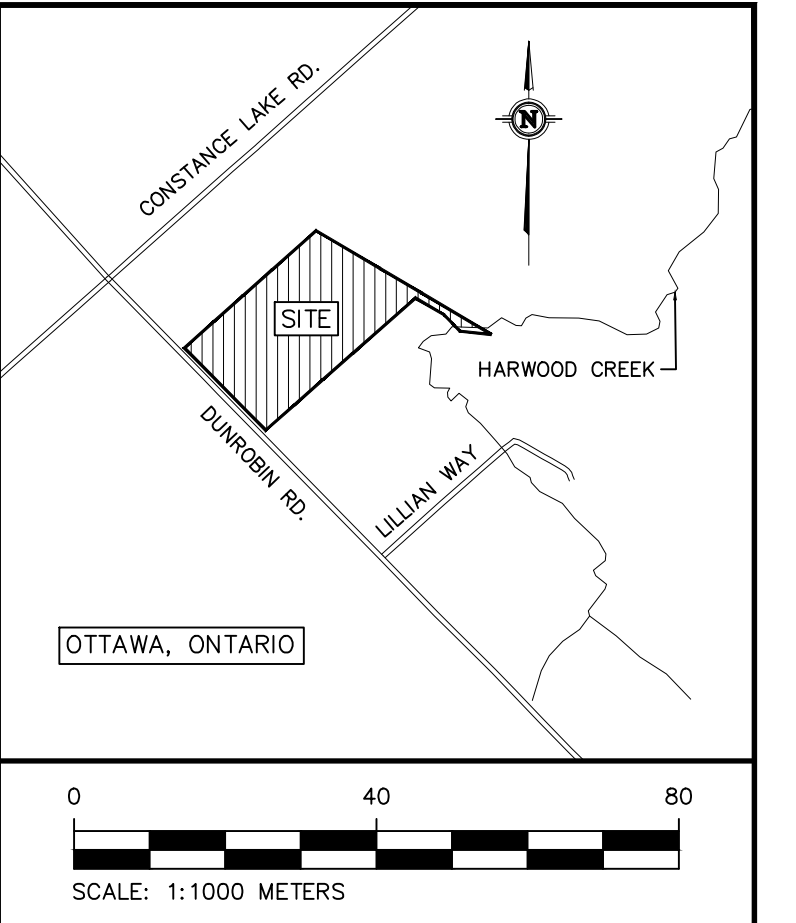 CONSTANCE LAKE RD.
N
SITE
HARWOOD CREEK
DUNROBIN RD.
LILLIAN WAY
OTTAWA, ONTARIO
0 40 80
SCALE: 1:1000 METERS